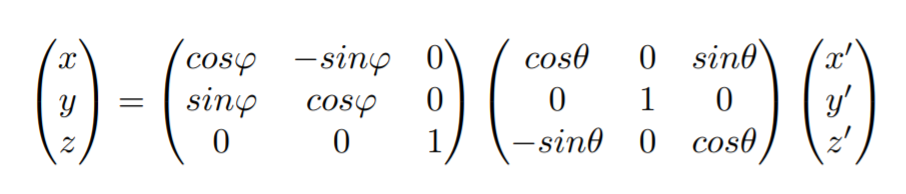 x cosφ −sinφ 0 cosθ 0 sinθ x′
y = sinφ cosφ 0 0 1 0 y′
z 0 0 1 −sinθ 0 cosθ z′